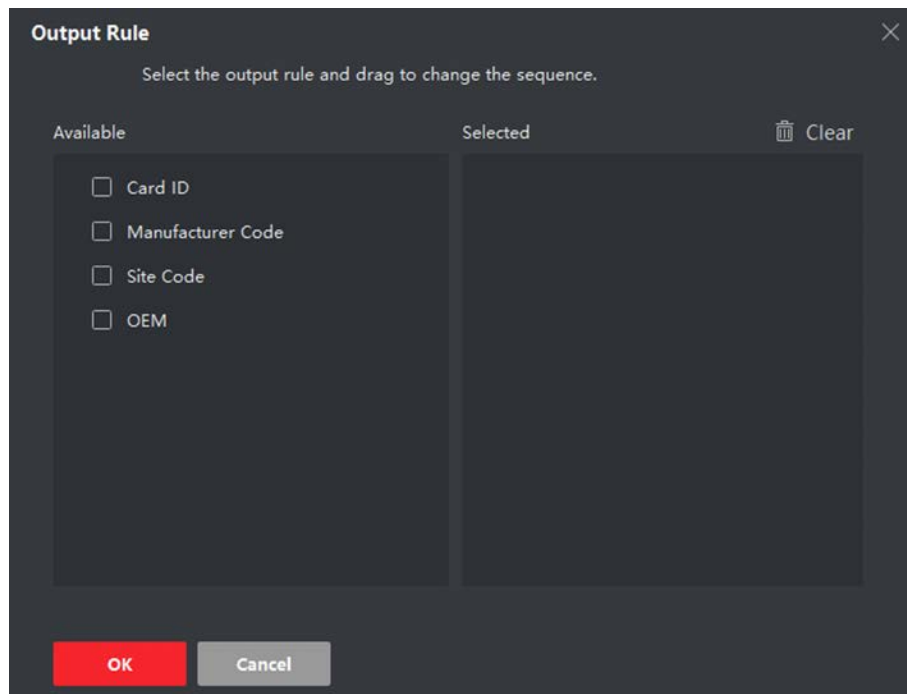 Output Rule
Select the output rule and drag to change the sequence.
Available
Selected
Clear
Card ID
Manufacturer Code
Site Code
OEM
OK
Cancel